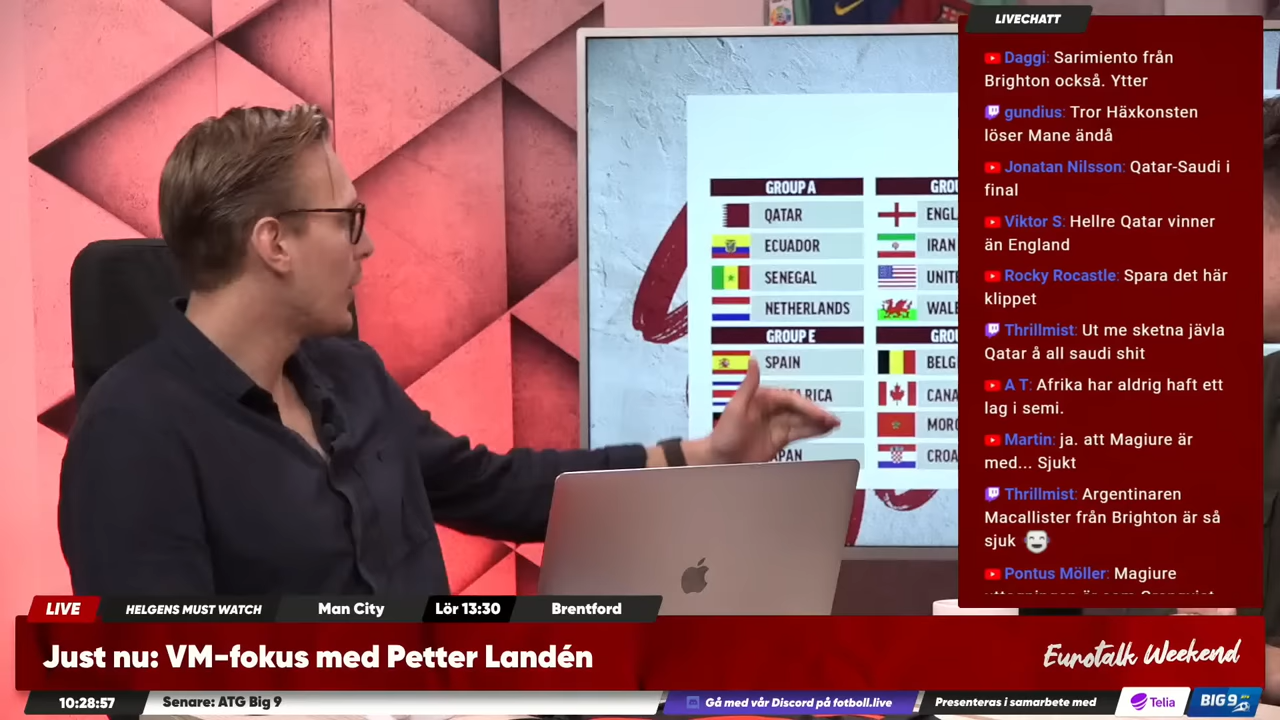 GROUP A
QATAR
ECUADOR
SENEGAL
NETHERLANDS
GROUP E
SPAIN
RICA
APAN
GROU
ENGL
IRAN
UNIT
WAL
GRO
BELG
CANA
MORO
CROA
LIVECHATT
Daggi: Sarimiento från
Brighton också. Ytter
gundius: Tror Häxkonsten
löser Mane ändå
Jonatan Nilsson: Qatar-Saudi i
final
Viktor S: Hellre Qatar vinner
än England
Rocky Rocastle: Spara det här
klippet
Thrillmist: Ut me sketna jävla
Qatar å all saudi shit
A T: Afrika har aldrig haft ett
lag i semi.
Martin: ja. att Magiure är
med... Sjukt
Thrillmist: Argentinaren
Macallister från Brighton är så
sjuk
Pontus Möller: Magiure
LIVE
HELGENS MUST WATCH
Man City
Lör 13:30
Brentford
Just nu: VM-fokus med Petter Landén
Eurotalk Weekend
10:28:57
Senare: ATG Big 9
Gå med vår Discord på fotboll.live
Presenteras i samarbete med
Telia
BIG9